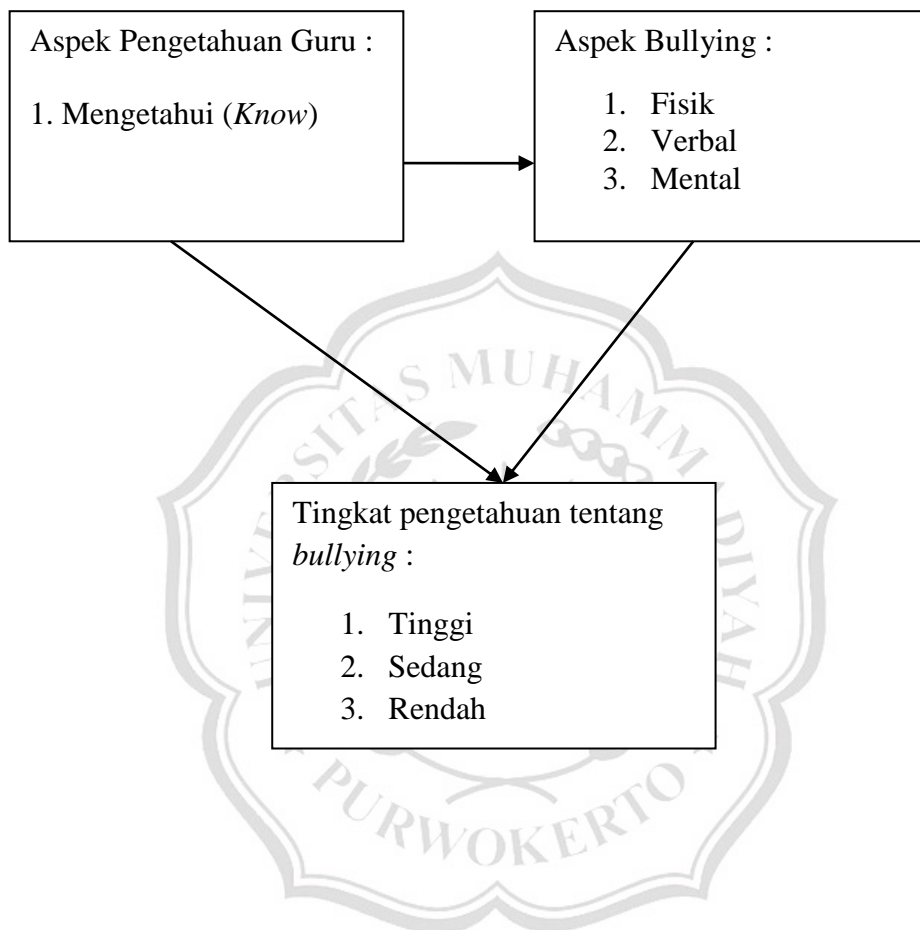 Aspek Pengetahuan Guru :
1. Mengetahui (Know)
Aspek Bullying :
1. Fisik
2. Verbal
3. Mental
Tingkat pengetahuan tentang
bullying :
1. Tinggi
2. Sedang
3. Rendah
UNIVERSITAS MUHAMMADIYAH
PURWOKERTO